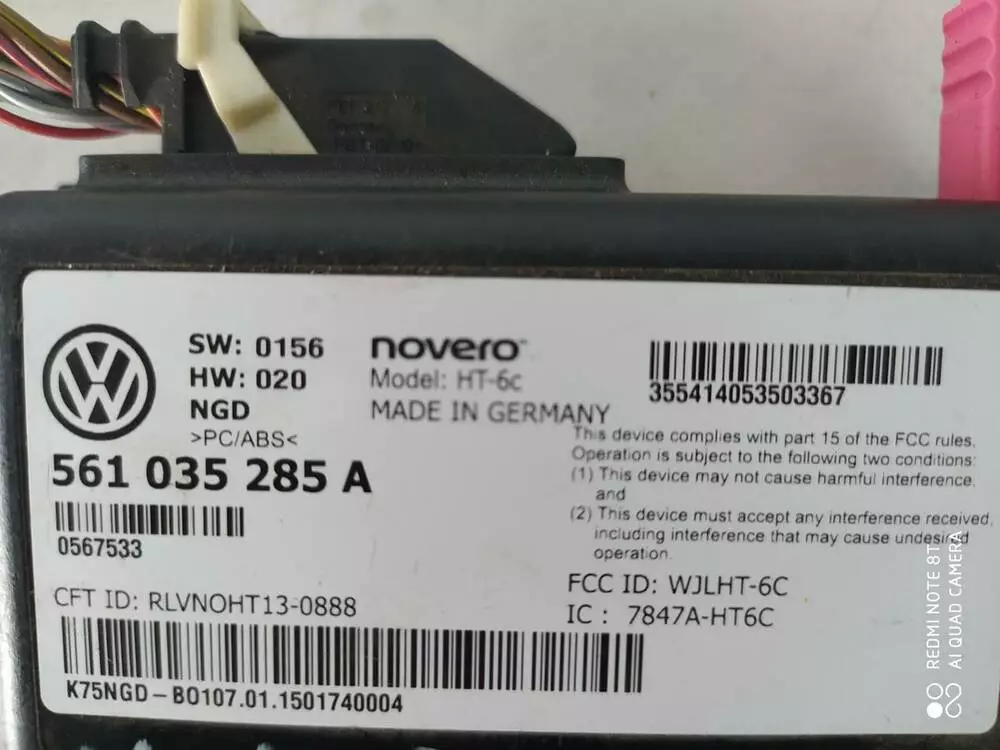 SW: 0156
HW: 020
NGD
>PC/ABS<
561 035 285 A
0567533
novero
Model: HT-6c
MADE IN GERMANY
355414053503367
This device complies with part 15 of the FCC rules.
Operation is subject to the following two conditions:
(1) This device may not cause harmful interference.
and
(2) This device must accept any interference received,
including interference that may cause undesired
operation.
CFT ID: RLVNOHT13-0888
FCC ID: WJLHT-6C
IC : 7847A-HT6C
K75NGD-B0107.01.1501740004
REDMI NOTE 8T
AI QUAD CAMERA